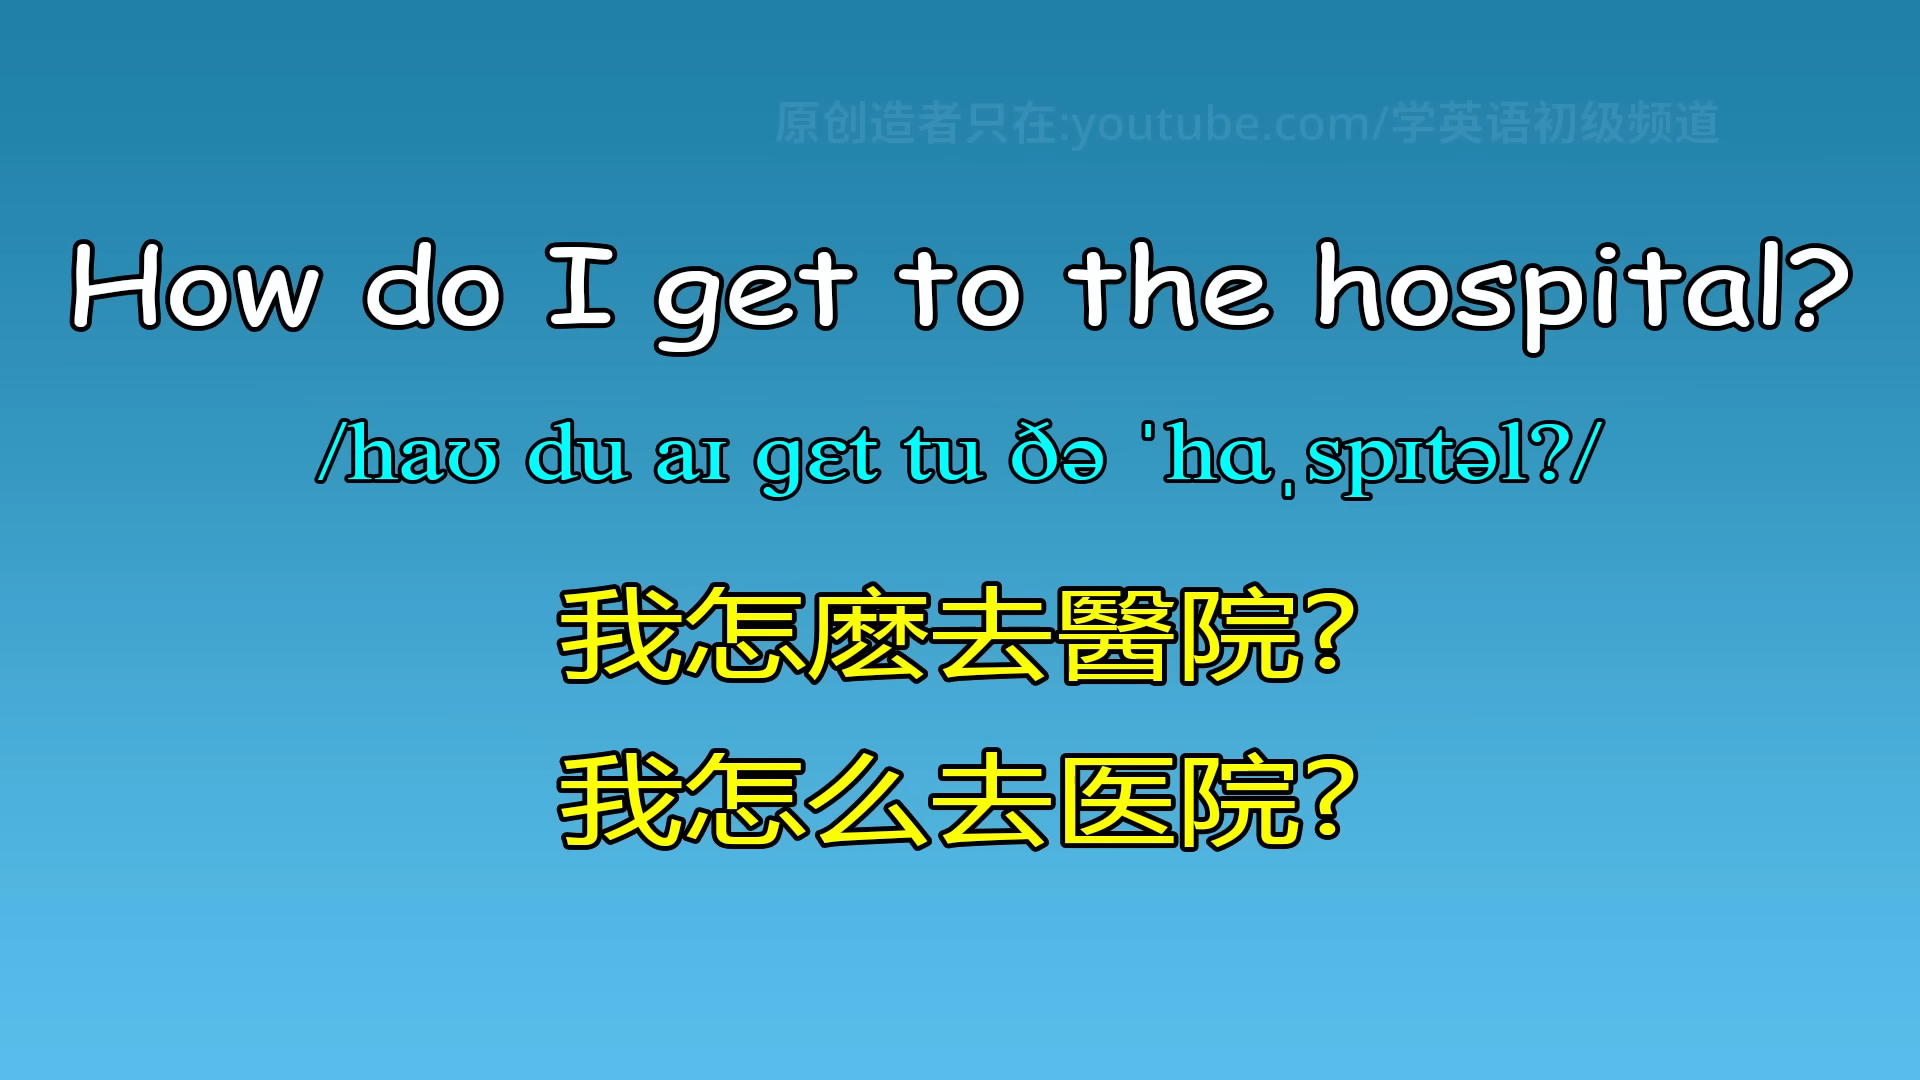 原创造者只在:youtube.com/学英语初级频道
How do I get to the hospital?
/haʊ du aɪ gɛt tu ðə ˈhɑˌspɪtəl?/
我怎麽去醫院?
我怎么去医院?